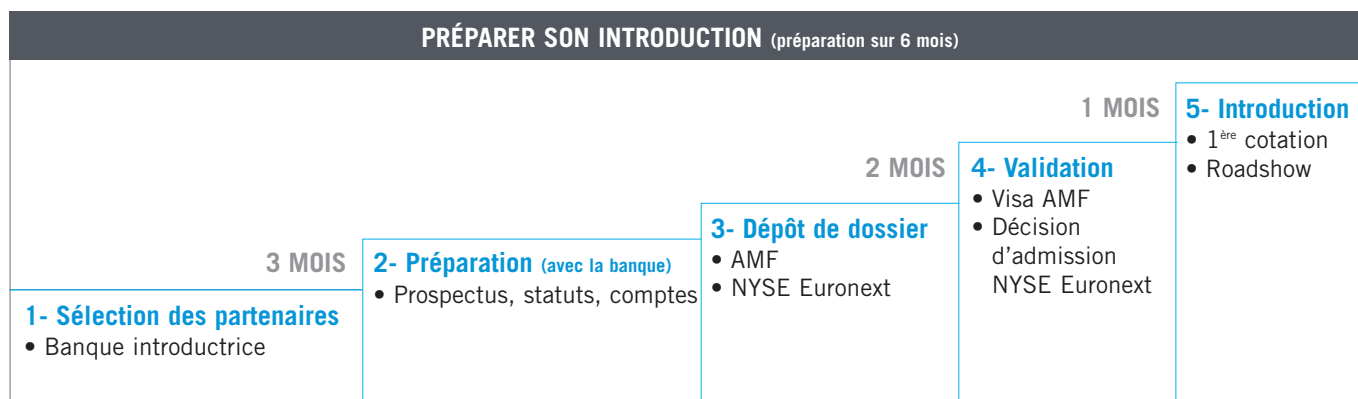 PRÉPARER SON INTRODUCTION (préparation sur 6 mois)
3 MOIS
1- Sélection des partenaires
• Banque introductrice
2- Préparation (avec la banque)
• Prospectus, statuts, comptes
2 MOIS
3- Dépôt de dossier
• AMF
• NYSE Euronext
1 MOIS
4- Validation
• Visa AMF
• Décision
d'admission
NYSE Euronext
5- Introduction
• 1ère cotation
• Roadshow